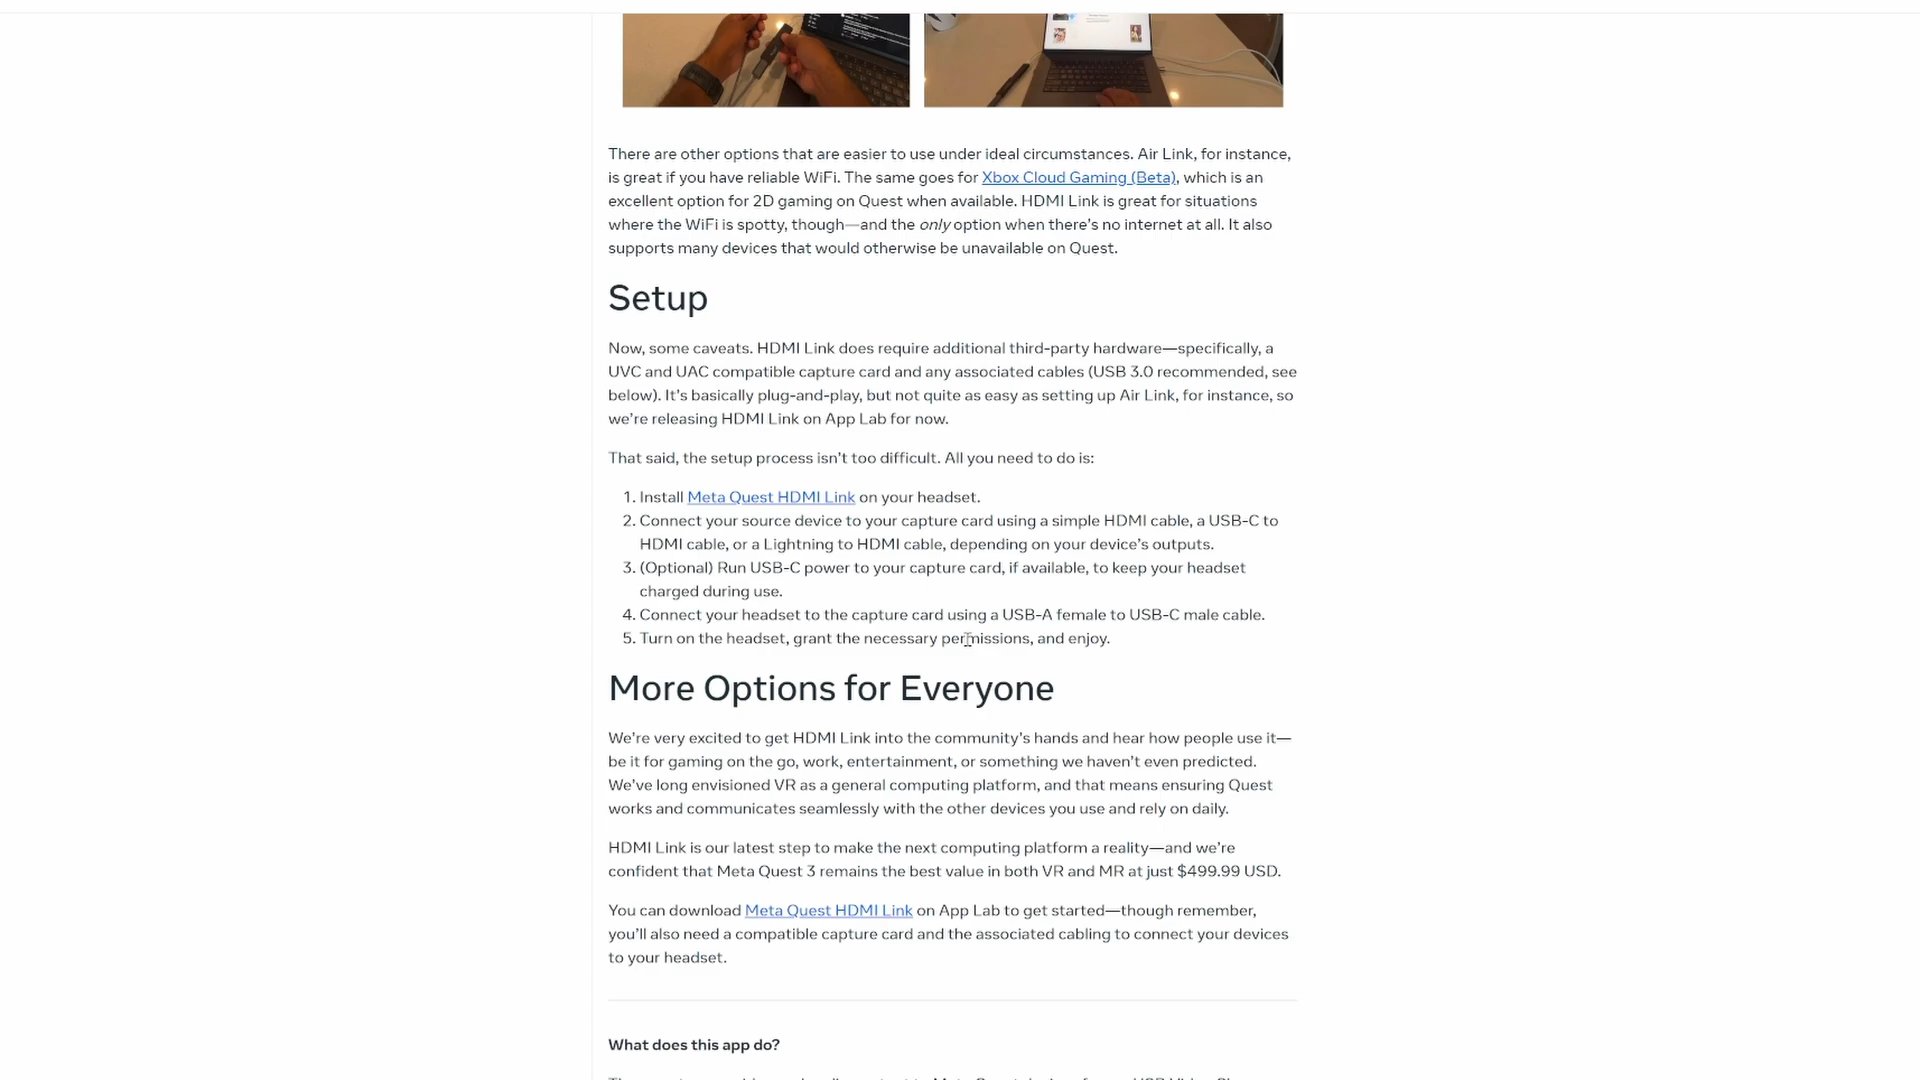 There are other options that are easier to use under ideal circumstances. Air Link, for instance,
is great if you have reliable WiFi. The same goes for Xbox Cloud Gaming (Beta), which is an
excellent option for 2D gaming on Quest when available. HDMI Link is great for situations
where the WiFi is spotty, though—and the only option when there's no internet at all. It also
supports many devices that would otherwise be unavailable on Quest.
Setup
Now, some caveats. HDMI Link does require additional third-party hardware—specifically, a
UVC and UAC compatible capture card and any associated cables (USB 3.0 recommended, see
below). It's basically plug-and-play, but not quite as easy as setting up Air Link, for instance, so
we're releasing HDMI Link on App Lab for now.
That said, the setup process isn't too difficult. All you need to do is:
1. Install Meta Quest HDMI Link on your headset.
2. Connect your source device to your capture card using a simple HDMI cable, a USB-C to
HDMI cable, or a Lightning to HDMI cable, depending on your device's outputs.
3. (Optional) Run USB-C power to your capture card, if available, to keep your headset
charged during use.
4. Connect your headset to the capture card using a USB-A female to USB-C male cable.
5. Turn on the headset, grant the necessary permissions, and enjoy.
More Options for Everyone
We're very excited to get HDMI Link into the community's hands and hear how people use it—
be it for gaming on the go, work, entertainment, or something we haven't even predicted.
We've long envisioned VR as a general computing platform, and that means ensuring Quest
works and communicates seamlessly with the other devices you use and rely on daily.
HDMI Link is our latest step to make the next computing platform a reality—and we're
confident that Meta Quest 3 remains the best value in both VR and MR at just $499.99 USD.
You can download Meta Quest HDMI Link on App Lab to get started—though remember,
you'll also need a compatible capture card and the associated cabling to connect your devices
to your headset.
What does this app do?